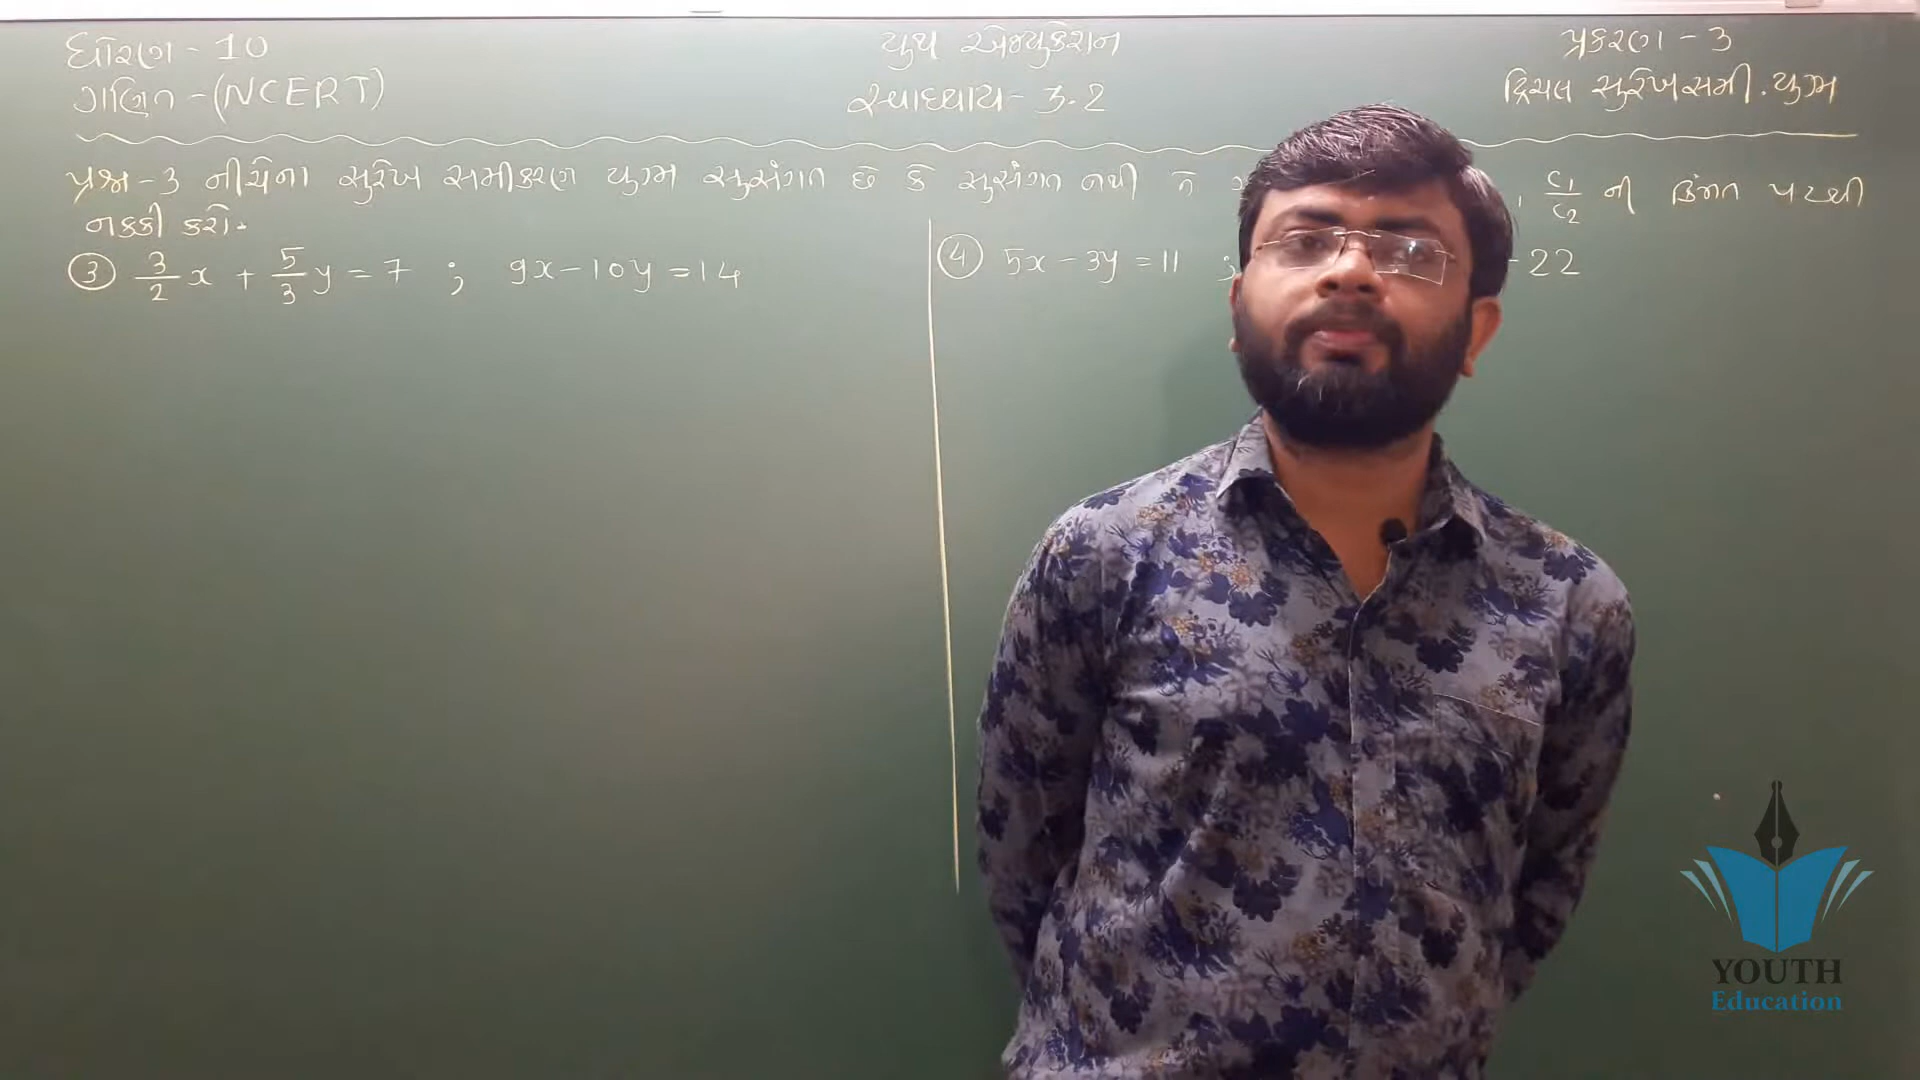 ધોરણ - 10
ગણિત - (NCERT)
યુથ એજ્યુકેશન
સ્વાધ્યાય - 3.2
પ્રકરણ - 3
દ્વિચલ સુરેખ સમી. યુગ્મ
પ્રશ્ન - 3 નીચેના સુરેખ સમીકરણ યુગ્મ સુસંગત છે કે સુસંગત નથી તે , C1/C2 ની કિંમત પરથી
નક્કી કરો.
③ 3/2 x + 5/3 y = 7 ; 9x - 10y = 14
④ 5x - 3y = 11 ; - 22
YOUTH
Education